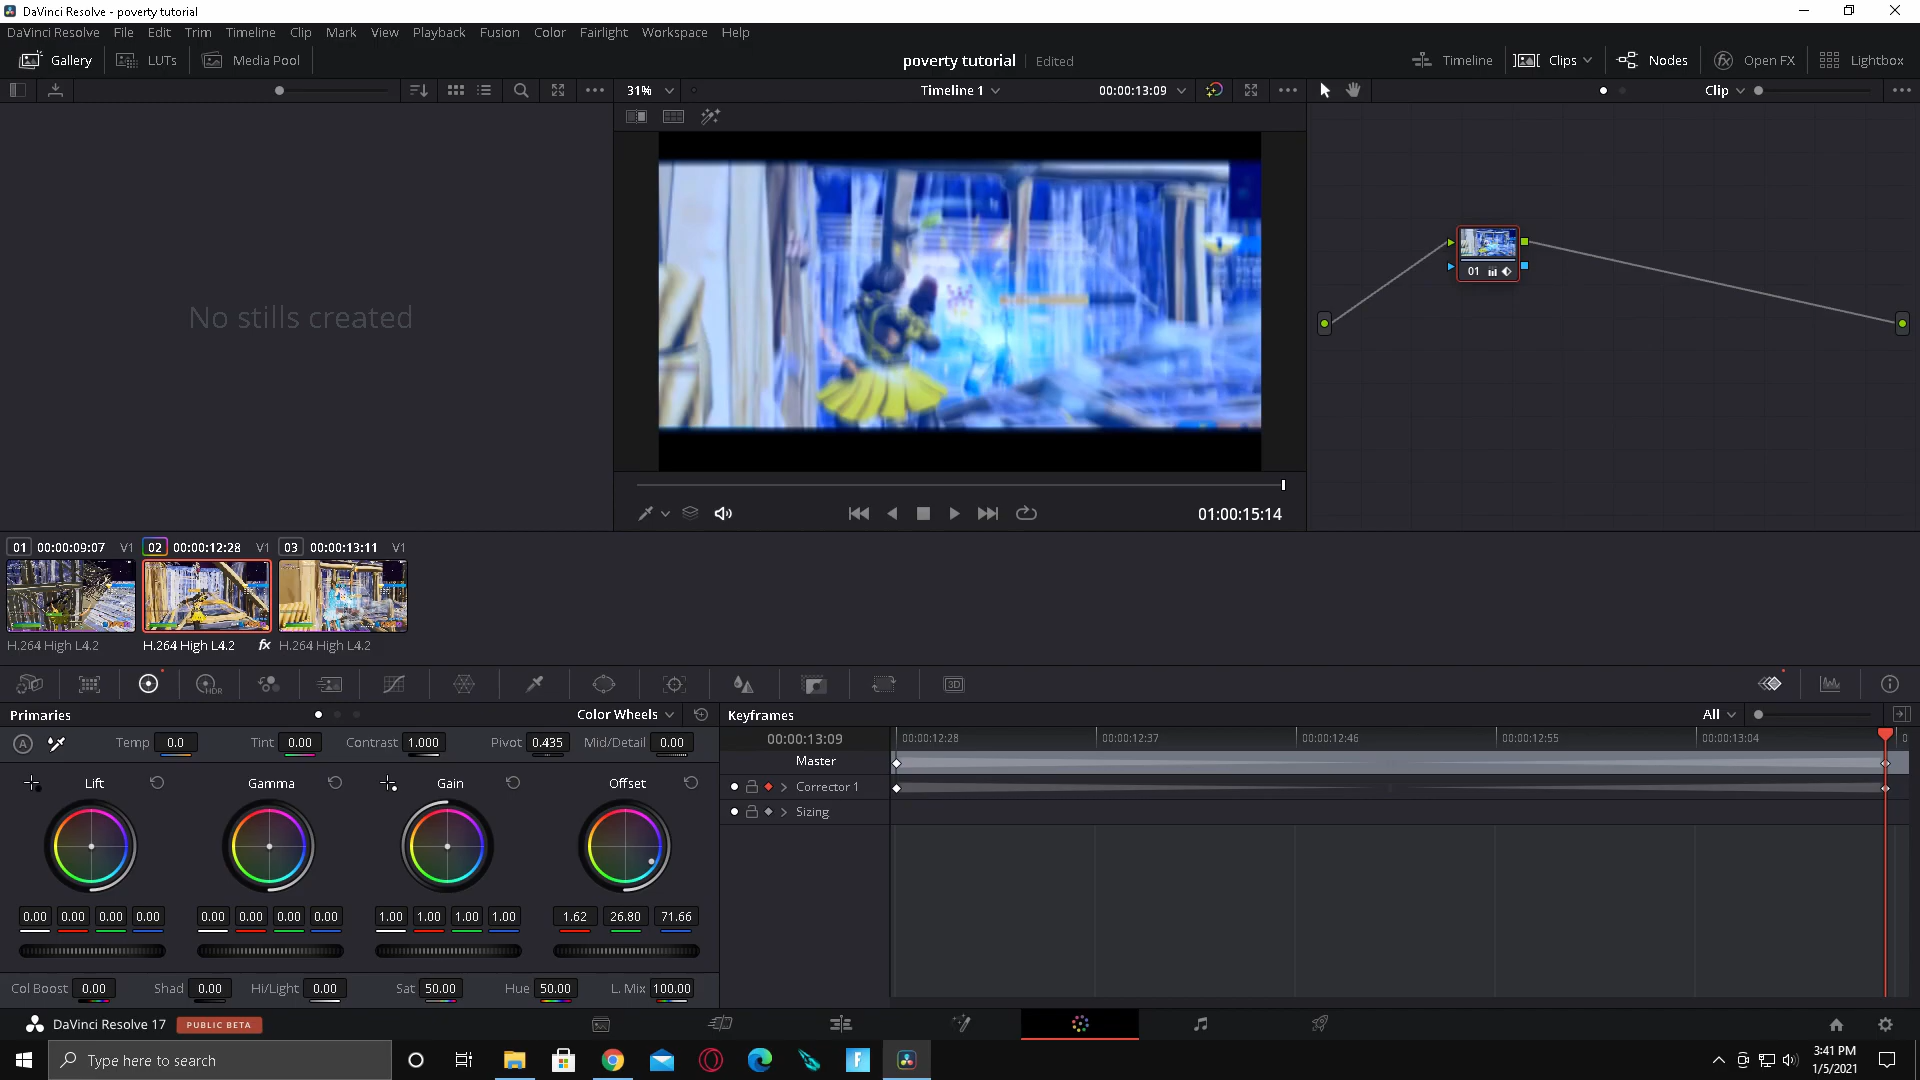 DaVinci Resolve - poverty tutorial
DaVinci Resolve File Edit Trim Timeline Clip Mark View Playback Fusion Color Fairlight Workspace Help
Gallery LUTs Media Pool poverty tutorial Edited Timeline Clips Nodes Open FX Lightbox
31% Timeline 1 00:00:13:09 Clip
No stills created
01
01:00:15:14
01 00:00:09:07 V1 02 00:00:12:28 V1 03 00:00:13:11 V1
H.264 High L4.2 H.264 High L4.2 fx H.264 High L4.2
HDR 3D
Primaries Color Wheels Keyframes All
A Temp 0.0 Tint 0.00 Contrast 1.000 Pivot 0.435 Mid/Detail 0.00
00:00:13:09 00:00:12:28 00:00:12:37 00:00:12:46 00:00:12:55 00:00:13:04 0
Master
Lift Gamma Gain Offset
Corrector 1
Sizing
0.00 0.00 0.00 0.00 0.00 0.00 0.00 0.00 1.00 1.00 1.00 1.00 1.62 26.80 71.66
Col Boost 0.00 Shad 0.00 Hi/Light 0.00 Sat 50.00 Hue 50.00 L. Mix 100.00
DaVinci Resolve 17 PUBLIC BETA
Type here to search
3:41 PM
1/5/2021